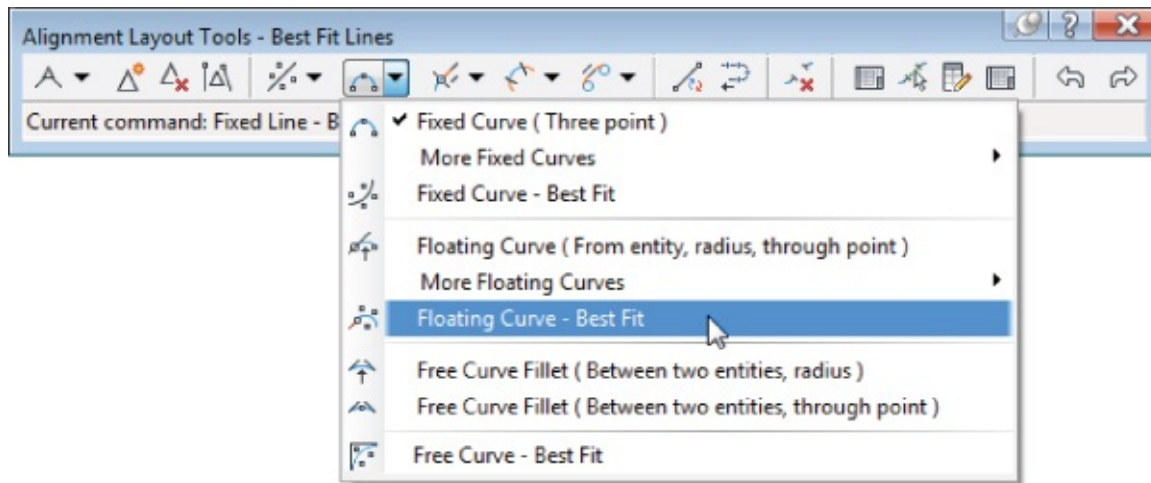 Alignment Layout Tools - Best Fit Lines
Current command: Fixed Line - B
Fixed Curve ( Three point )
More Fixed Curves
Fixed Curve - Best Fit
Floating Curve ( From entity, radius, through point )
More Floating Curves
Floating Curve - Best Fit
Free Curve Fillet ( Between two entities, radius )
Free Curve Fillet ( Between two entities, through point )
Free Curve - Best Fit